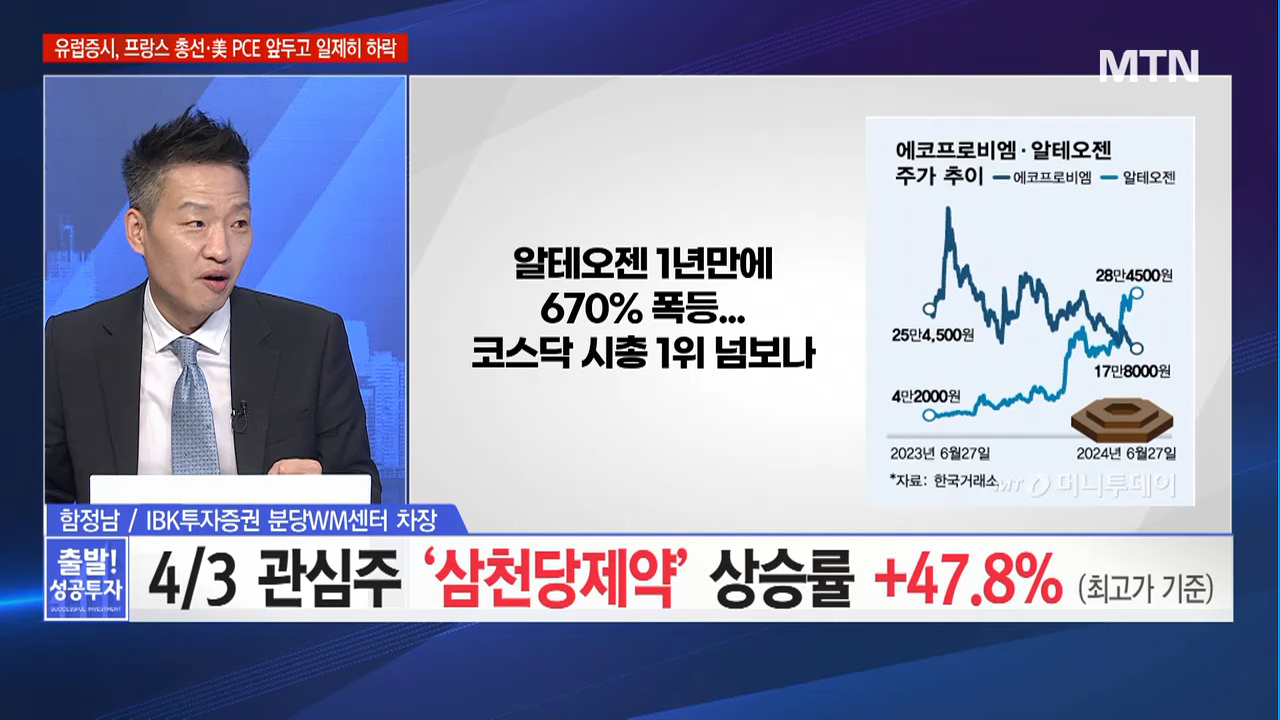 유럽증시, 프랑스 총선·美 PCE 앞두고 일제히 하락
MTN
알테오젠 1년만에
670% 폭등...
코스닥 시총 1위 넘보나
에코프로비엠·알테오젠
주가 추이
에코프로비엠
알테오젠
28만4500원
25만4,500원
17만8000원
4만2000원
2023년 6월27일
2024년 6월27일
*자료: 한국거래소
MT 머니투데이
함정남 / IBK투자증권 분당WM센터 차장
출발!
성공투자
SUCCESSFUL INVESTMENT
4/3 관심주 ‘삼천당제약’ 상승률 +47.8% (최고가 기준)